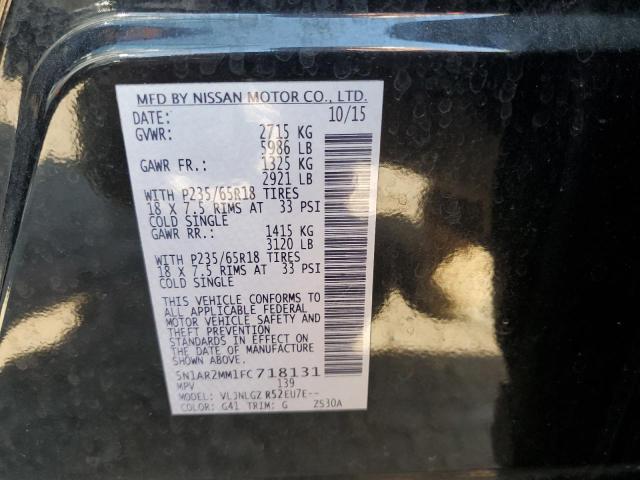 MFD BY NISSAN MOTOR CO., LTD.
DATE: 10/15
GVWR: 2715 KG
5986 LB
GAWR FR.: 1325 KG
2921 LB
WITH P235/65R18 TIRES
18 X 7.5 RIMS AT 33 PSI
COLD SINGLE
GAWR RR.: 1415 KG
3120 LB
WITH P235/65R18 TIRES
18 X 7.5 RIMS AT 33 PSI
COLD SINGLE
THIS VEHICLE CONFORMS TO
ALL APPLICABLE FEDERAL
MOTOR VEHICLE SAFETY AND
THEFT PREVENTION
STANDARDS IN EFFECT ON
THE DATE OF MANUFACTURE
SHOWN ABOVE.
5N1AR2MM1FC718131
MPV 139
MODEL: VLJNLGZ R52EU7E--
COLOR: G41 TRIM: G ZS30A